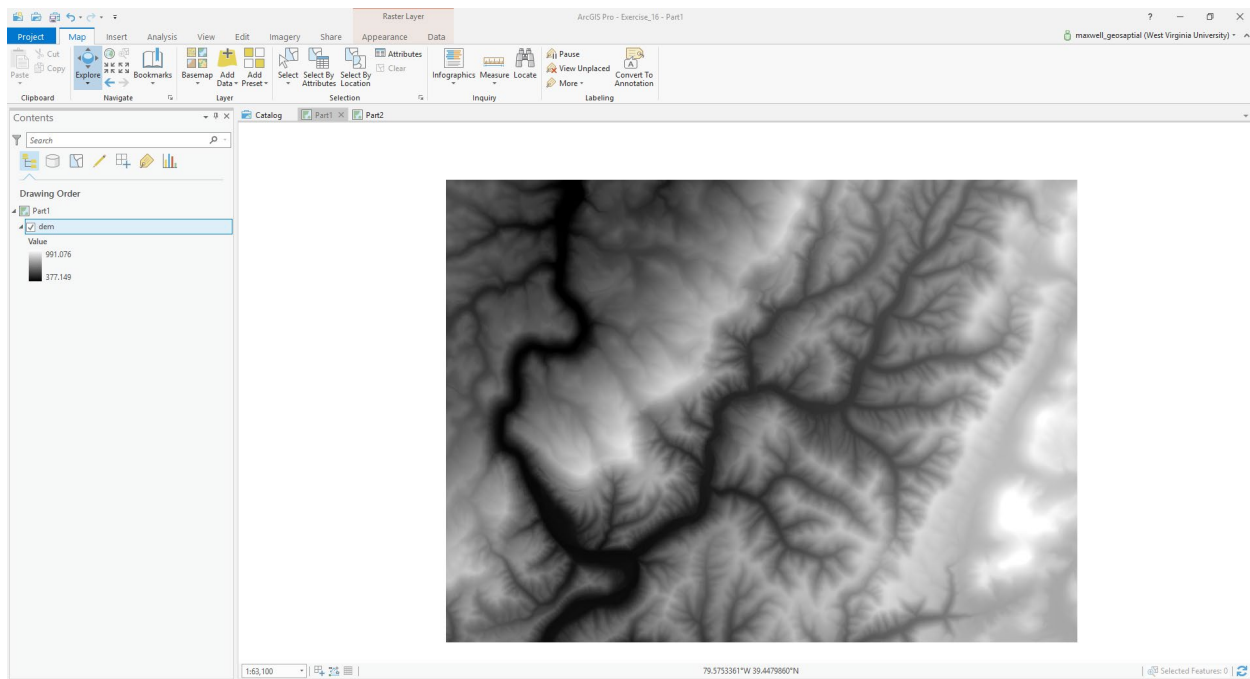 Raster Layer
ArcGIS Pro - Exercise_16 - Part1
?
Project Map Insert Analysis View Edit Imagery Share Appearance Data
maxwell_geosaptial (West Virginia University)
Paste
Cut
Copy
Clipboard
Explore
Bookmarks
Navigate
Basemap
Add Data
Add Preset
Layer
Select
Select By Attributes
Select By Location
Attributes
Clear
Selection
Infographics
Measure
Locate
Inquiry
Pause
View Unplaced
More
Convert To Annotation
A
Labeling
Contents
Search
Drawing Order
Part1
dem
Value
991.076
377.149
Catalog Part1 Part2
1:63,100
79.5753361°W 39.4479860°N
Selected Features: 0